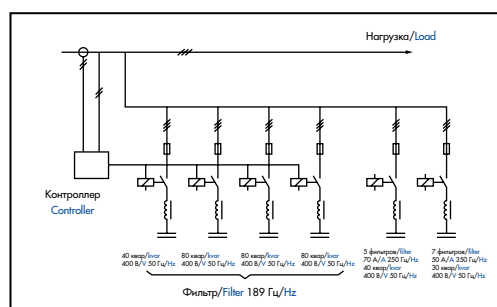 Нагрузка/Load
Контроллер
Controller
40 квар/kvar
400 В/V 50 Гц/Hz
80 квар/kvar
400 В/V 50 Гц/Hz
80 квар/kvar
400 В/V 50 Гц/Hz
80 квар/kvar
400 В/V 50 Гц/Hz
5 фильтров/filter
70 А/A 250 Гц/Hz
40 квар/kvar
400 В/V 50 Гц/Hz
7 фильтров/filter
50 А/A 350 Гц/Hz
30 квар/kvar
400 В/V 50 Гц/Hz
Фильтр/Filter 189 Гц/Hz